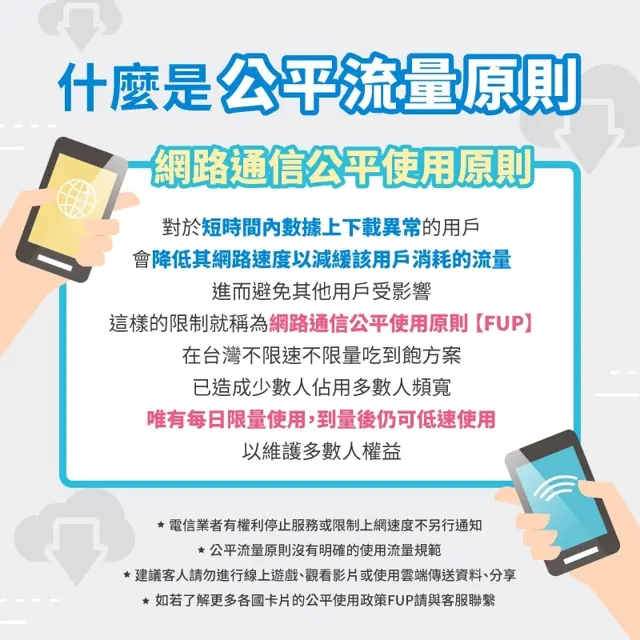 什麼是公平流量原則
網路通信公平使用原則
對於短時間內數據上下載異常的用戶
會降低其網路速度以減緩該用戶消耗的流量
進而避免其他用戶受影響
這樣的限制就稱為網路通信公平使用原則【FUP】
在台灣不限速不限量吃到飽方案
已造成少數人佔用多數人頻寬
唯有每日限量使用,到量後仍可低速使用
以維護多數人權益
★ 電信業者有權利停止服務或限制上網速度不另行通知
★ 公平流量原則沒有明確的使用流量規範
★ 建議客人請勿進行線上遊戲、觀看影片或使用雲端傳送資料、分享
★ 如若了解更多各國卡片的公平使用政策FUP請與客服聯繫